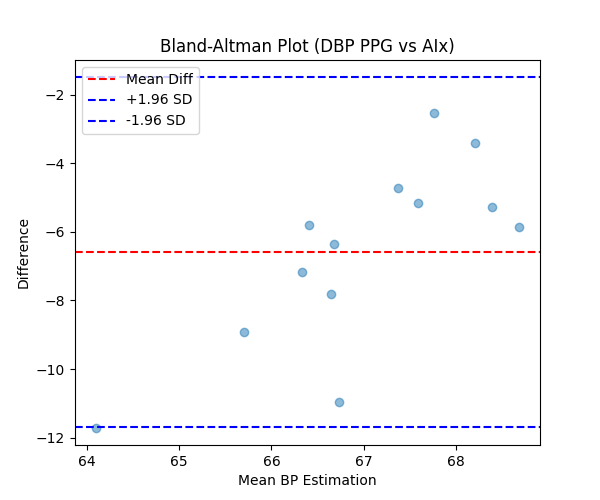 Bland-Altman Plot (DBP PPG vs AIx)
Mean Diff
+1.96 SD
-1.96 SD
−2
−4
−6
−8
−10
−12
Difference
64
65
66
67
68
Mean BP Estimation